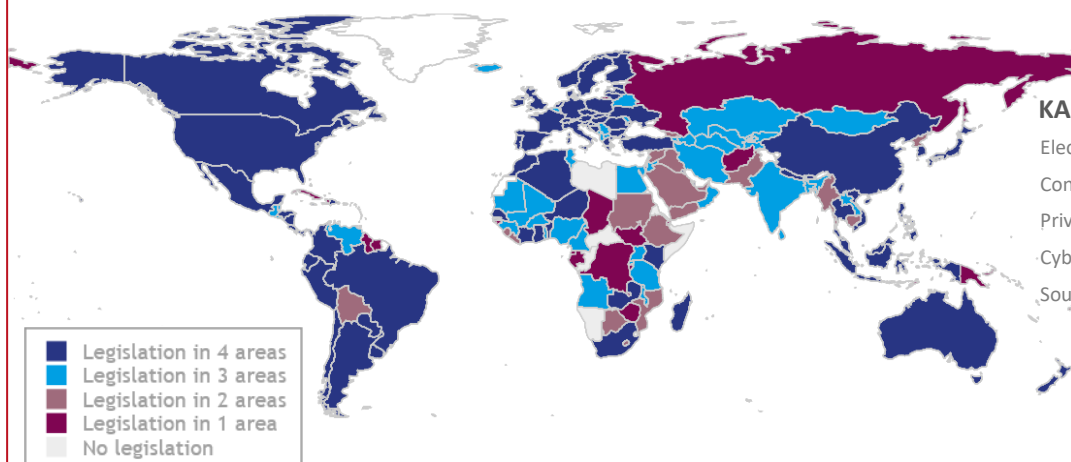 KA
Elec
Elec
Con
Priv
Cyb
Sou
Legislation in 4 areas
Legislation in 3 areas
Legislation in 2 areas
Legislation in 1 area
No legislation